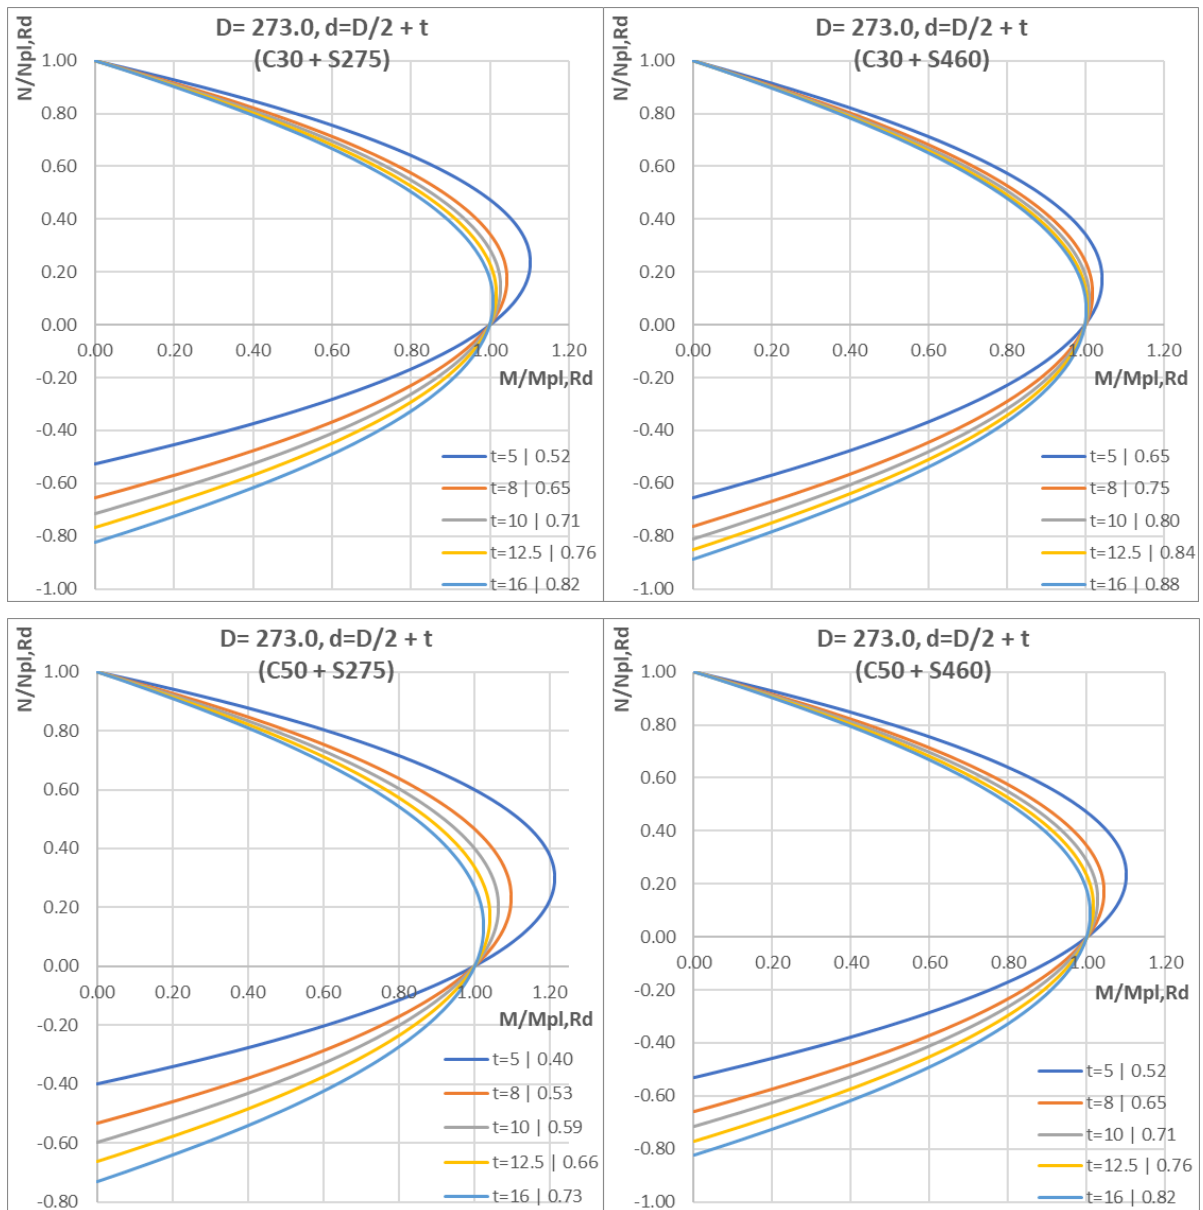 D= 273.0, d=D/2 + t
(C30 + S275)
N/Npl,Rd
1.00
0.80
0.60
0.40
0.20
0.00
-0.20
-0.40
-0.60
-0.80
-1.00
0.00 0.20 0.40 0.60 0.80 1.00 1.20
M/Mpl,Rd
t=5 | 0.52
t=8 | 0.65
t=10 | 0.71
t=12.5 | 0.76
t=16 | 0.82
D= 273.0, d=D/2 + t
(C30 + S460)
N/Npl,Rd
1.00
0.80
0.60
0.40
0.20
0.00
-0.20
-0.40
-0.60
-0.80
-1.00
0.00 0.20 0.40 0.60 0.80 1.00 1.20
M/Mpl,Rd
t=5 | 0.65
t=8 | 0.75
t=10 | 0.80
t=12.5 | 0.84
t=16 | 0.88
D= 273.0, d=D/2 + t
(C50 + S275)
N/Npl,Rd
1.00
0.80
0.60
0.40
0.20
0.00
-0.20
-0.40
-0.60
-0.80
0.00 0.20 0.40 0.60 0.80 1.00 1.20
M/Mpl,Rd
t=5 | 0.40
t=8 | 0.53
t=10 | 0.59
t=12.5 | 0.66
t=16 | 0.73
D= 273.0, d=D/2 + t
(C50 + S460)
N/Npl,Rd
1.00
0.80
0.60
0.40
0.20
0.00
-0.20
-0.40
-0.60
-0.80
-1.00
0.00 0.20 0.40 0.60 0.80 1.00 1.20
M/Mpl,Rd
t=5 | 0.52
t=8 | 0.65
t=10 | 0.71
t=12.5 | 0.76
t=16 | 0.82